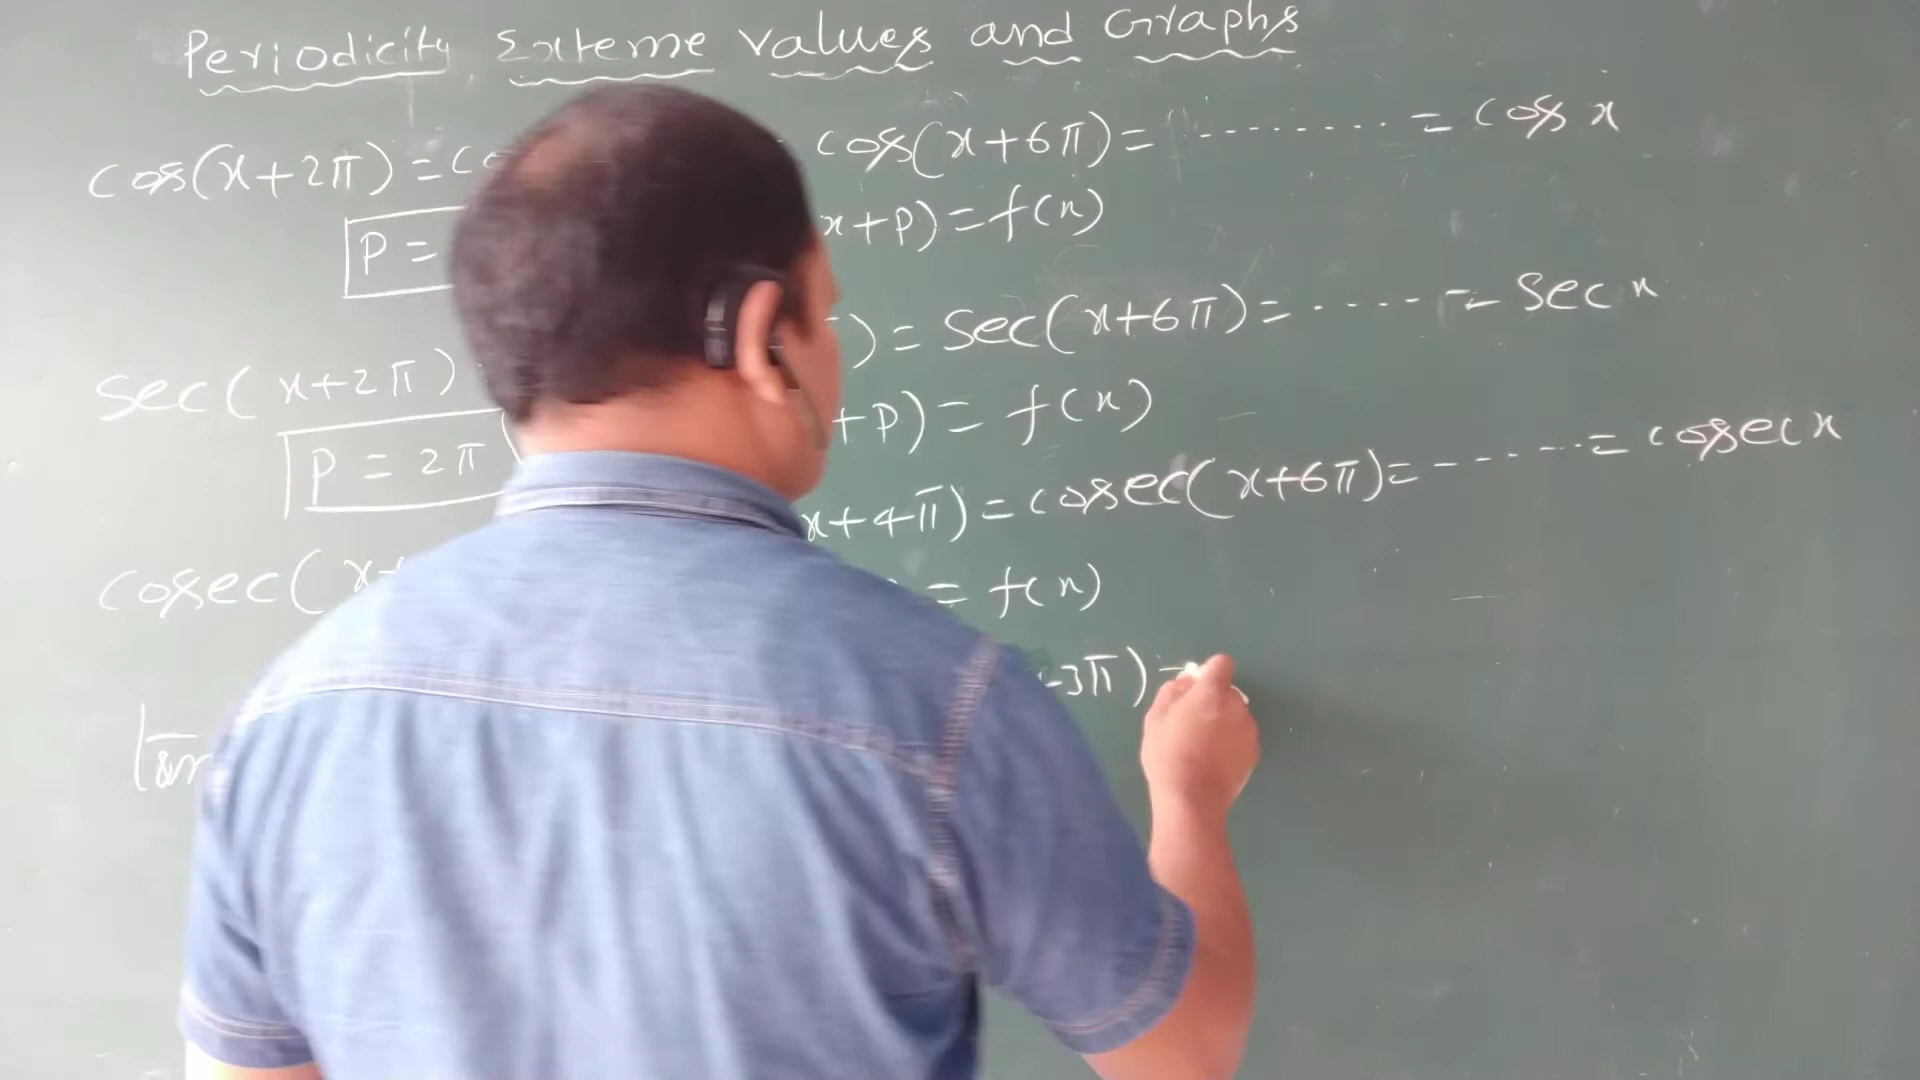 Periodicity, Exteme values and Graphs
cos(x+2π)= cos(x+6π)= ......... = cos x
P = x+P)=f(x)
sec(x+2π) )= sec(x+6π)= ..... = sec x
P = 2π +P)= f(x)
cosec( x+4π)=cosec(x+6π)= ...... = cosec x
= f(x)
tan 3π)=